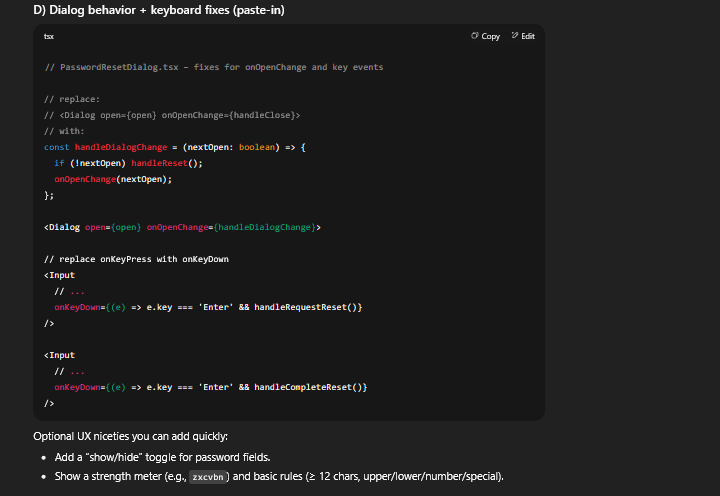 D) Dialog behavior + keyboard fixes (paste-in)
tsx
Copy Edit
// PasswordResetDialog.tsx – fixes for onOpenChange and key events
// replace:
// <Dialog open={open} onOpenChange={handleClose}>
// with:
const handleDialogChange = (nextOpen: boolean) => {
  if (!nextOpen) handleReset();
  onOpenChange(nextOpen);
};
<Dialog open={open} onOpenChange={handleDialogChange}>
// replace onKeyPress with onKeyDown
<Input
  // ...
  onKeyDown={(e) => e.key === 'Enter' && handleRequestReset()}
/>
<Input
  // ...
  onKeyDown={(e) => e.key === 'Enter' && handleCompleteReset()}
/>
Optional UX niceties you can add quickly:
• Add a "show/hide" toggle for password fields.
• Show a strength meter (e.g., zxcvbn) and basic rules (≥ 12 chars, upper/lower/number/special).